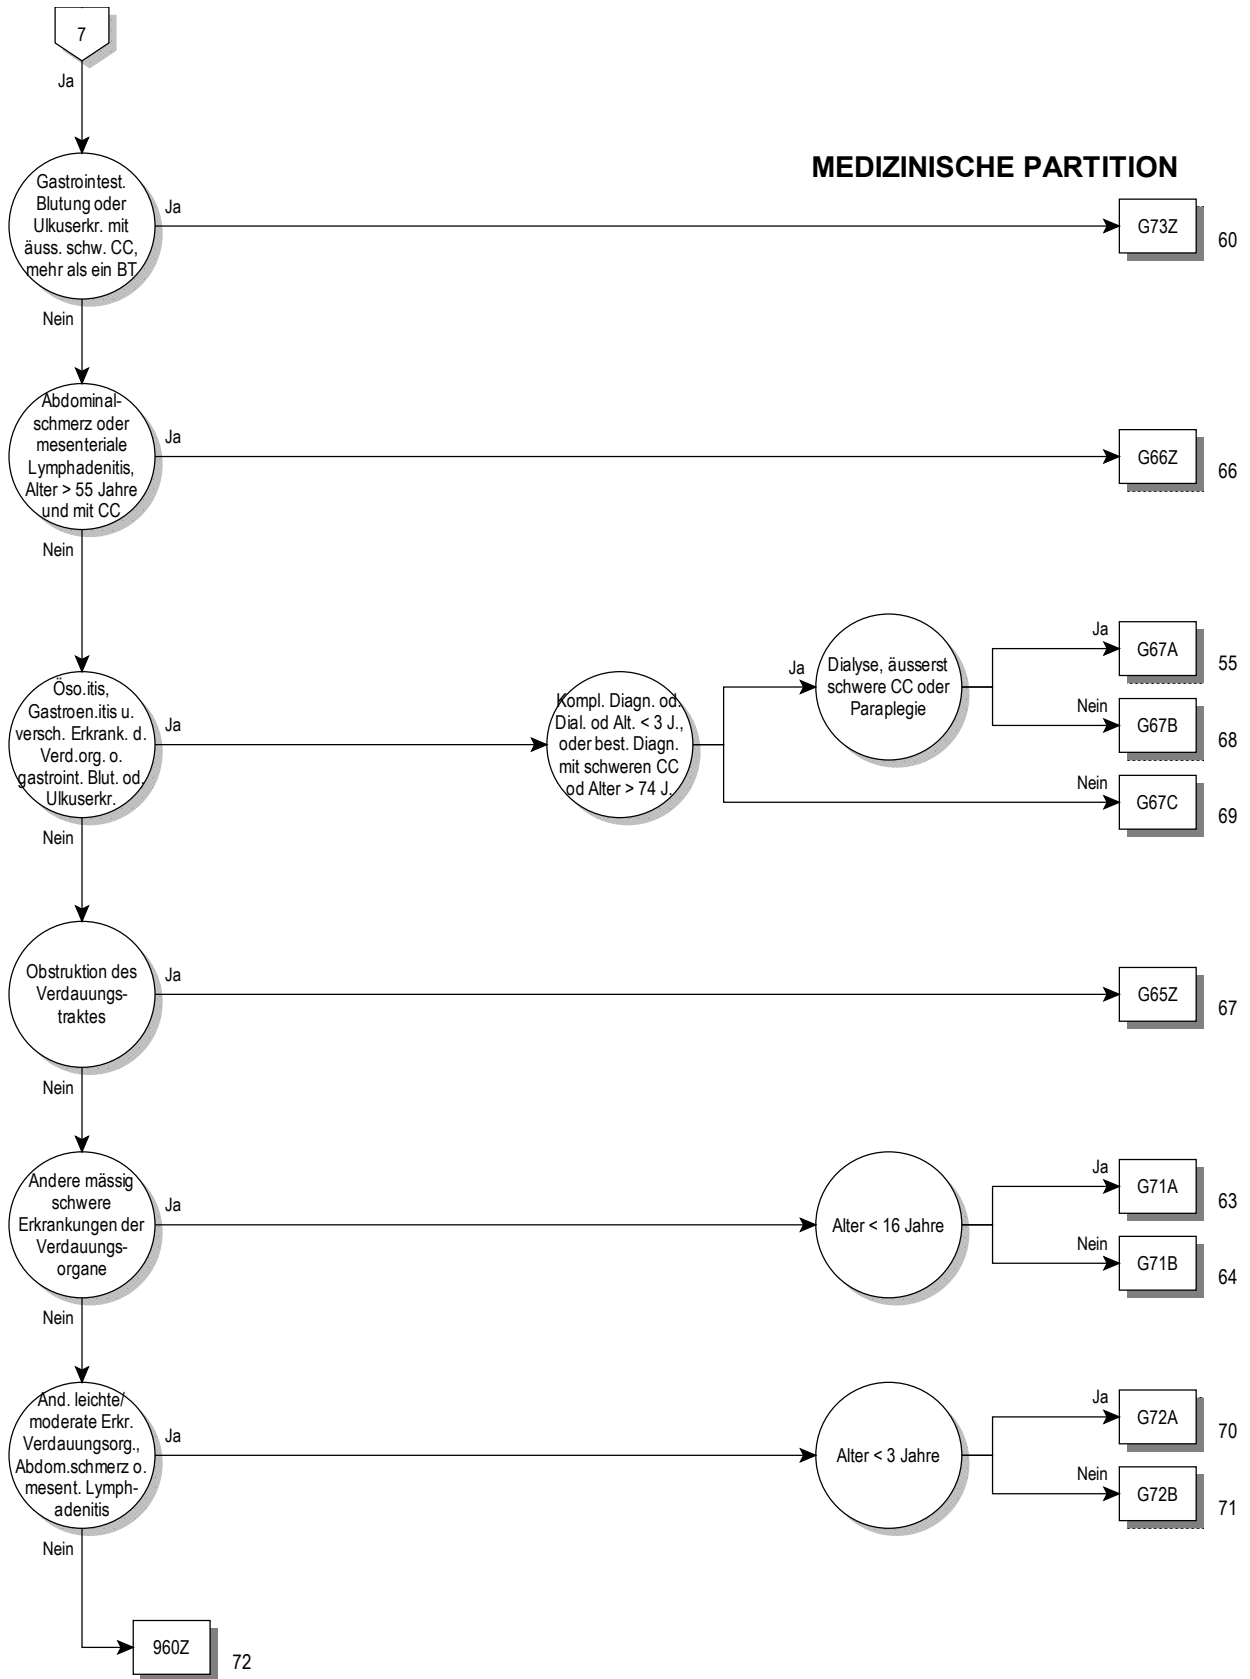 7
Ja
MEDIZINISCHE PARTITION
Gastrointest.
Blutung oder
Ulkuserkr. mit
äuss. schw. CC,
mehr als ein BT
Ja
G73Z
60
Nein
Abdominal-
schmerz oder
mesenteriale
Lymphadenitis,
Alter > 55 Jahre
und mit CC
Ja
G66Z
66
Nein
Öso.itis,
Gastroen.itis u.
versch. Erkrank. d.
Verd.org. o.
gastroint. Blut. od.
Ulkuserkr.
Ja
Kompl. Diagn. od.
Dial. od Alt. < 3 J.,
oder best. Diagn.
mit schweren CC
od Alter > 74 J.
Ja
Dialyse, äusserst
schwere CC oder
Paraplegie
Ja
G67A
55
Nein
G67B
68
Nein
G67C
69
Nein
Obstruktion des
Verdauungs-
traktes
Ja
G65Z
67
Nein
Andere mässig
schwere
Erkrankungen der
Verdauungs-
organe
Ja
Alter < 16 Jahre
Ja
G71A
63
Nein
G71B
64
Nein
And. leichte/
moderate Erkr.
Verdauungsorg.,
Abdom.schmerz o.
mesent. Lymph-
adenitis
Ja
Alter < 3 Jahre
Ja
G72A
70
Nein
G72B
71
Nein
960Z
72